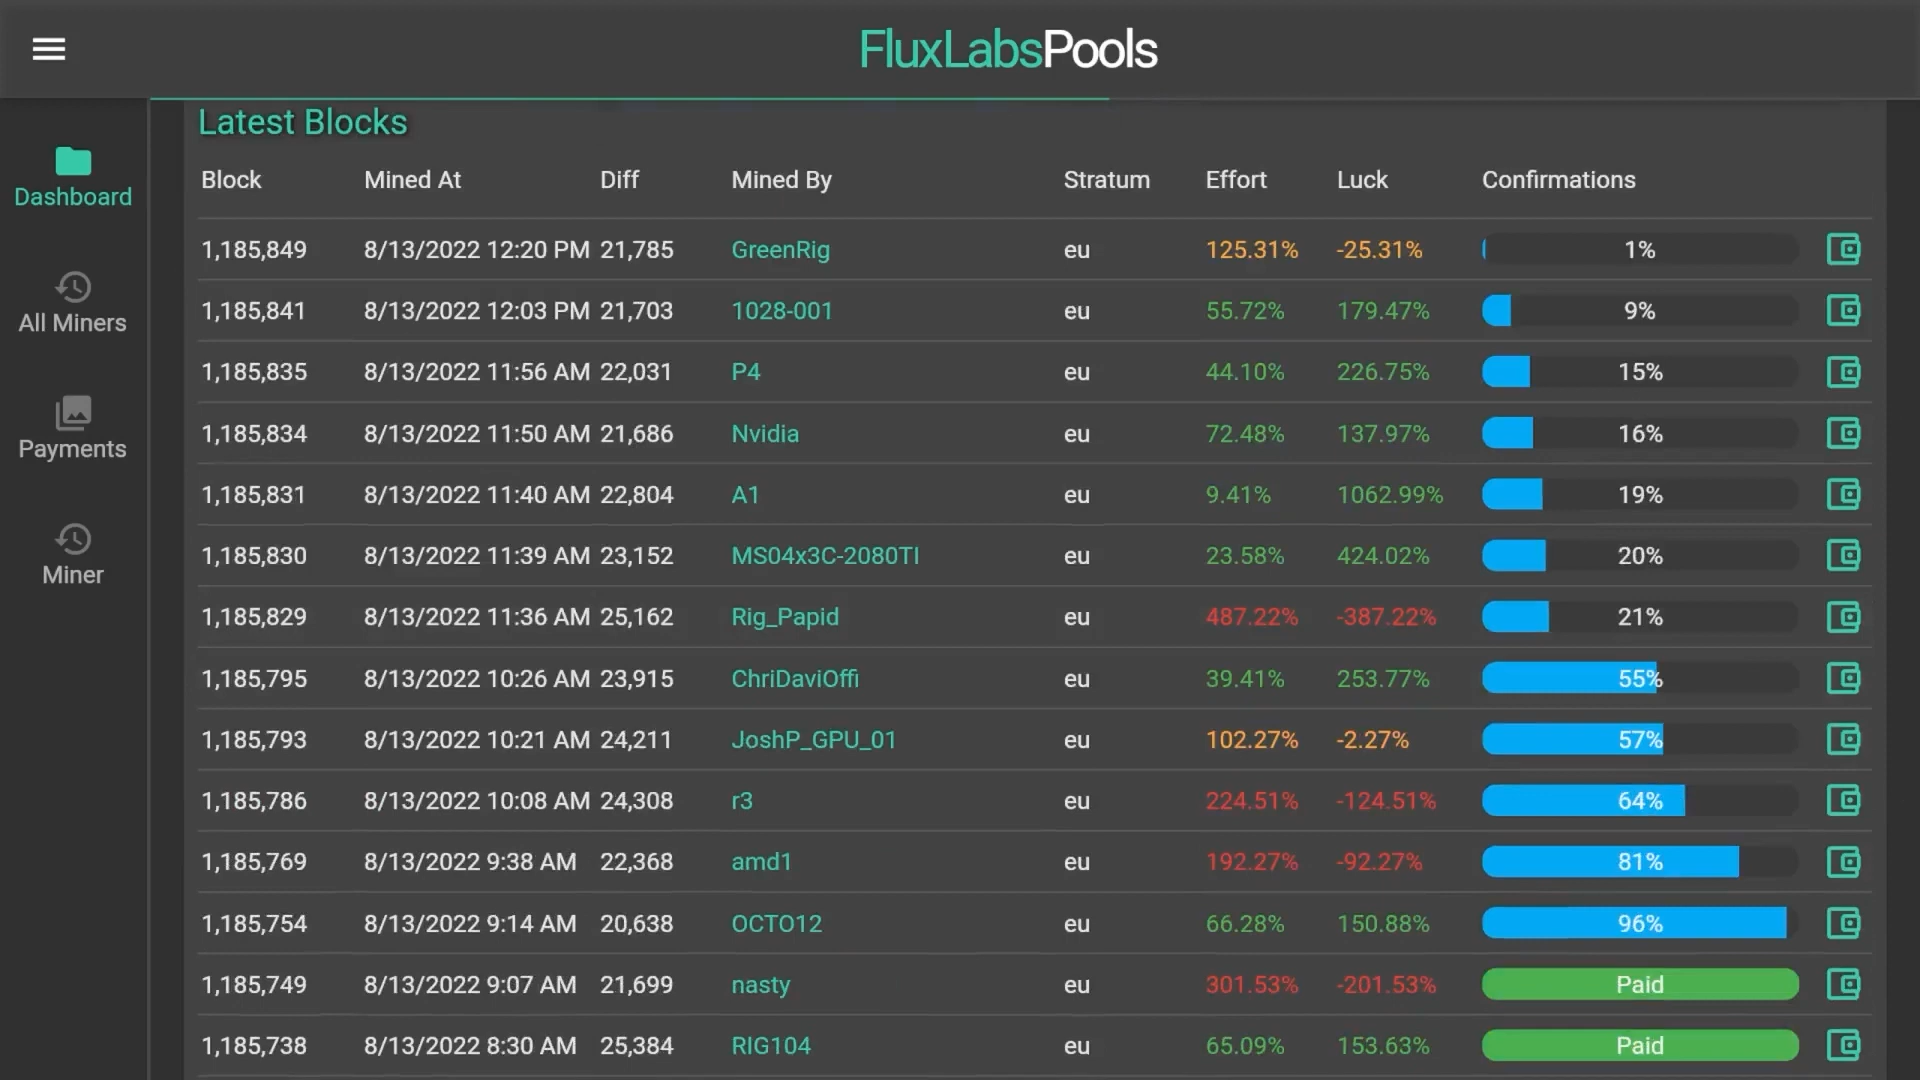 FluxLabsPools
Latest Blocks
Block Mined At Diff Mined By Stratum Effort Luck Confirmations
Dashboard
1,185,849 8/13/2022 12:20 PM 21,785 GreenRig eu 125.31% -25.31% 1%
1,185,841 8/13/2022 12:03 PM 21,703 1028-001 eu 55.72% 179.47% 9%
All Miners
1,185,835 8/13/2022 11:56 AM 22,031 P4 eu 44.10% 226.75% 15%
1,185,834 8/13/2022 11:50 AM 21,686 Nvidia eu 72.48% 137.97% 16%
Payments
1,185,831 8/13/2022 11:40 AM 22,804 A1 eu 9.41% 1062.99% 19%
1,185,830 8/13/2022 11:39 AM 23,152 MS04x3C-2080TI eu 23.58% 424.02% 20%
Miner
1,185,829 8/13/2022 11:36 AM 25,162 Rig_Papid eu 487.22% -387.22% 21%
1,185,795 8/13/2022 10:26 AM 23,915 ChriDaviOffi eu 39.41% 253.77% 55%
1,185,793 8/13/2022 10:21 AM 24,211 JoshP_GPU_01 eu 102.27% -2.27% 57%
1,185,786 8/13/2022 10:08 AM 24,308 r3 eu 224.51% -124.51% 64%
1,185,769 8/13/2022 9:38 AM 22,368 amd1 eu 192.27% -92.27% 81%
1,185,754 8/13/2022 9:14 AM 20,638 OCTO12 eu 66.28% 150.88% 96%
1,185,749 8/13/2022 9:07 AM 21,699 nasty eu 301.53% -201.53% Paid
1,185,738 8/13/2022 8:30 AM 25,384 RIG104 eu 65.09% 153.63% Paid